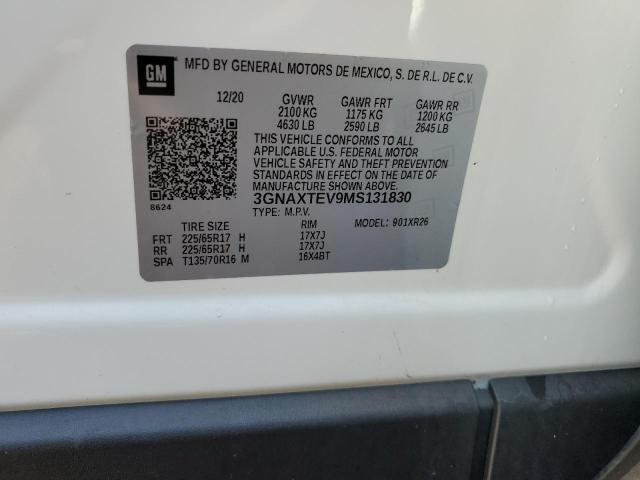 GM
MFD BY GENERAL MOTORS DE MEXICO, S. DE R.L. DE C.V.
12/20 GVWR GAWR FRT GAWR RR
2100 KG 1175 KG 1200 KG
4630 LB 2590 LB 2645 LB
THIS VEHICLE CONFORMS TO ALL
APPLICABLE U.S. FEDERAL MOTOR
VEHICLE SAFETY AND THEFT PREVENTION
STANDARDS IN EFFECT ON THE DATE OF
MANUFACTURE SHOWN ABOVE.
8624 3GNAXTEV9MS131830
TYPE: M.P.V. MODEL: 901XR26
TIRE SIZE RIM
FRT 225/65R17 H 17X7J
RR 225/65R17 H 17X7J
SPA T135/70R16 M 16X4BT